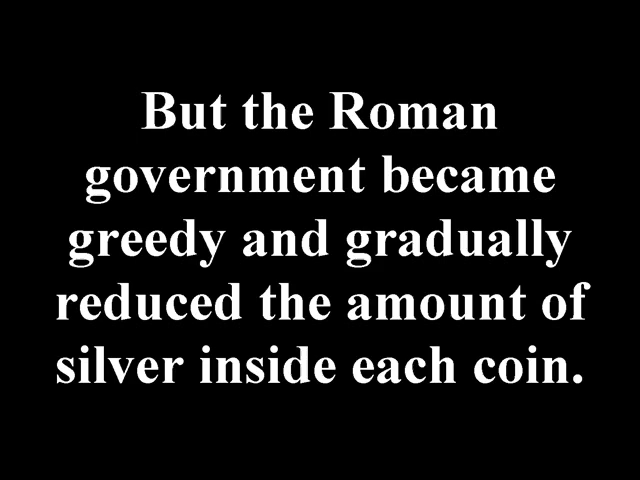 But the Roman
government became
greedy and gradually
reduced the amount of
silver inside each coin.